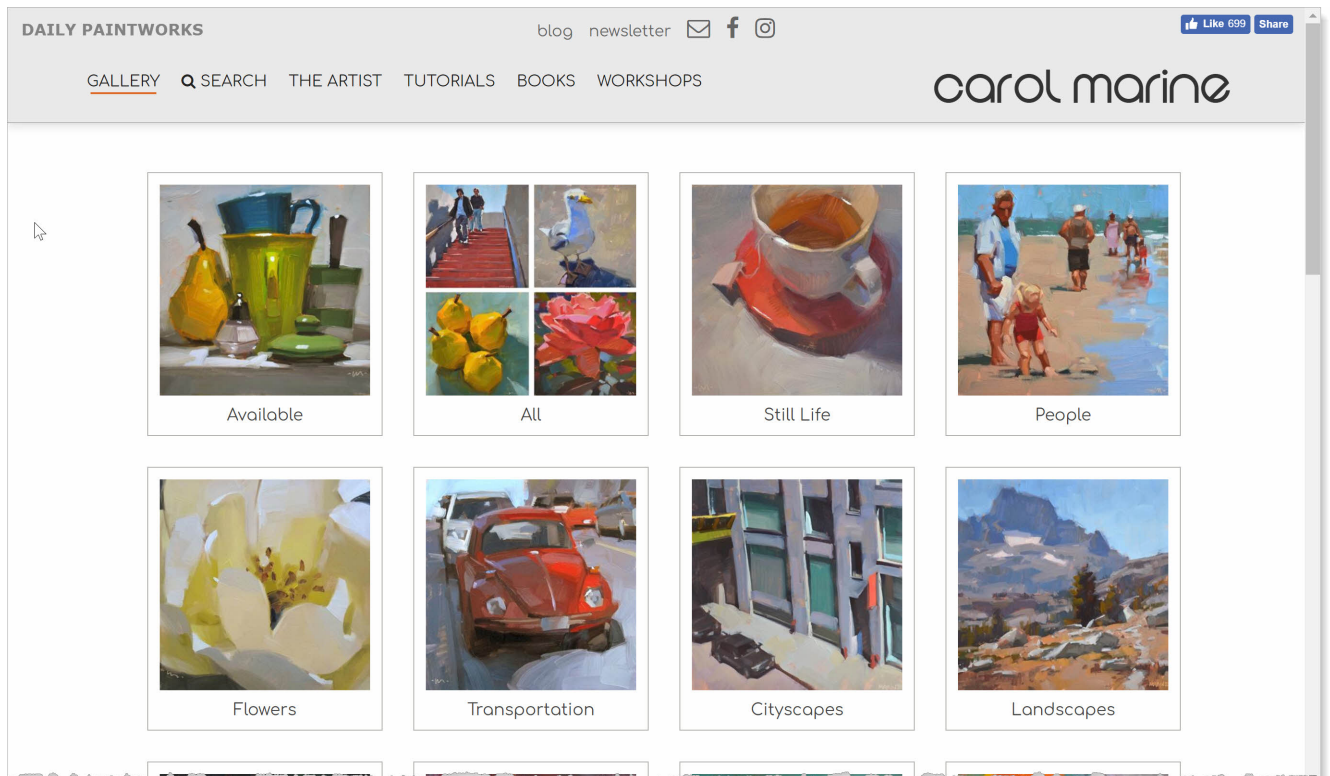 DAILY PAINTWORKS
blog newsletter
Like 699 Share
GALLERY SEARCH THE ARTIST TUTORIALS BOOKS WORKSHOPS
carol marine
Available
All
Still Life
People
Flowers
Transportation
Cityscapes
Landscapes